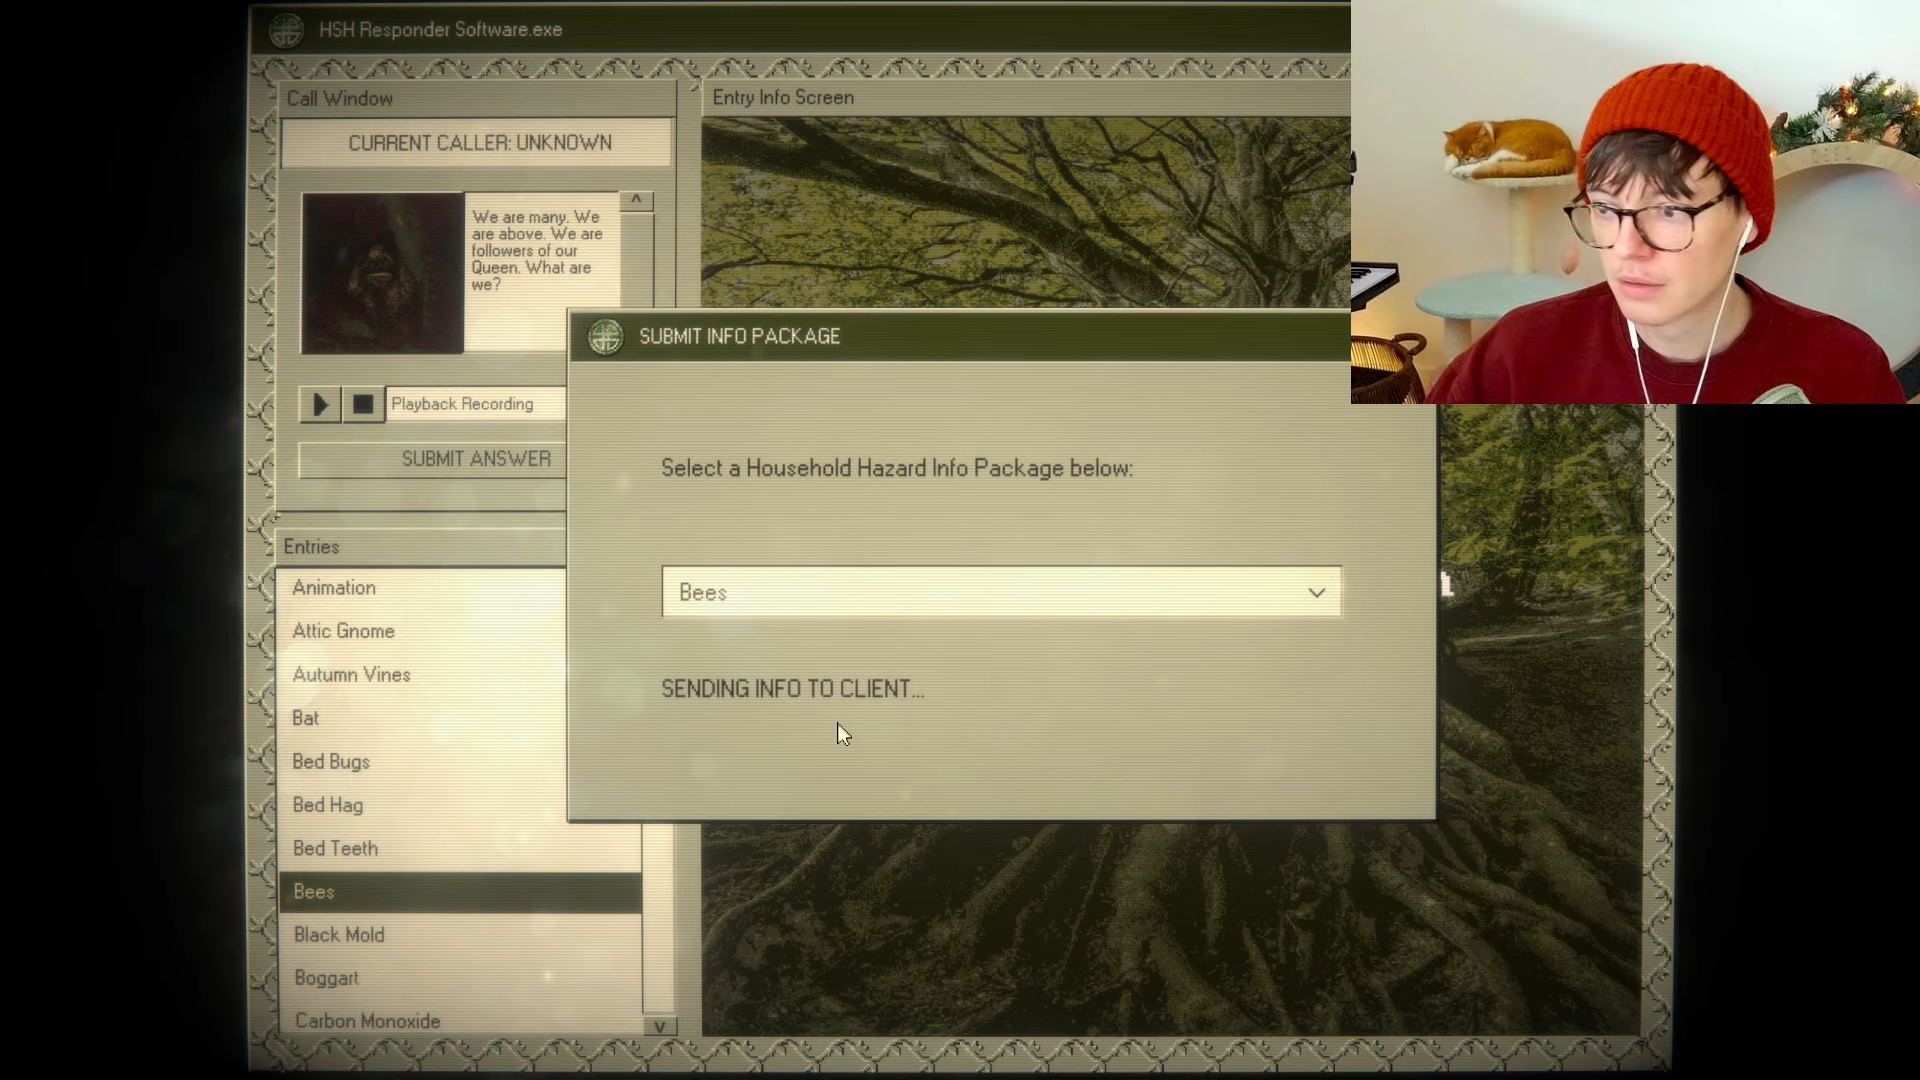 HSH Responder Software.exe
Call Window
CURRENT CALLER: UNKNOWN
We are many. We
are above. We are
followers of our
Queen. What are
we?
^
Playback Recording
SUBMIT ANSWER
Entries
Animation
Attic Gnome
Autumn Vines
Bat
Bed Bugs
Bed Hag
Bed Teeth
Bees
Black Mold
Boggart
Carbon Monoxide
v
Entry Info Screen
SUBMIT INFO PACKAGE
Select a Household Hazard Info Package below:
Bees
SENDING INFO TO CLIENT...